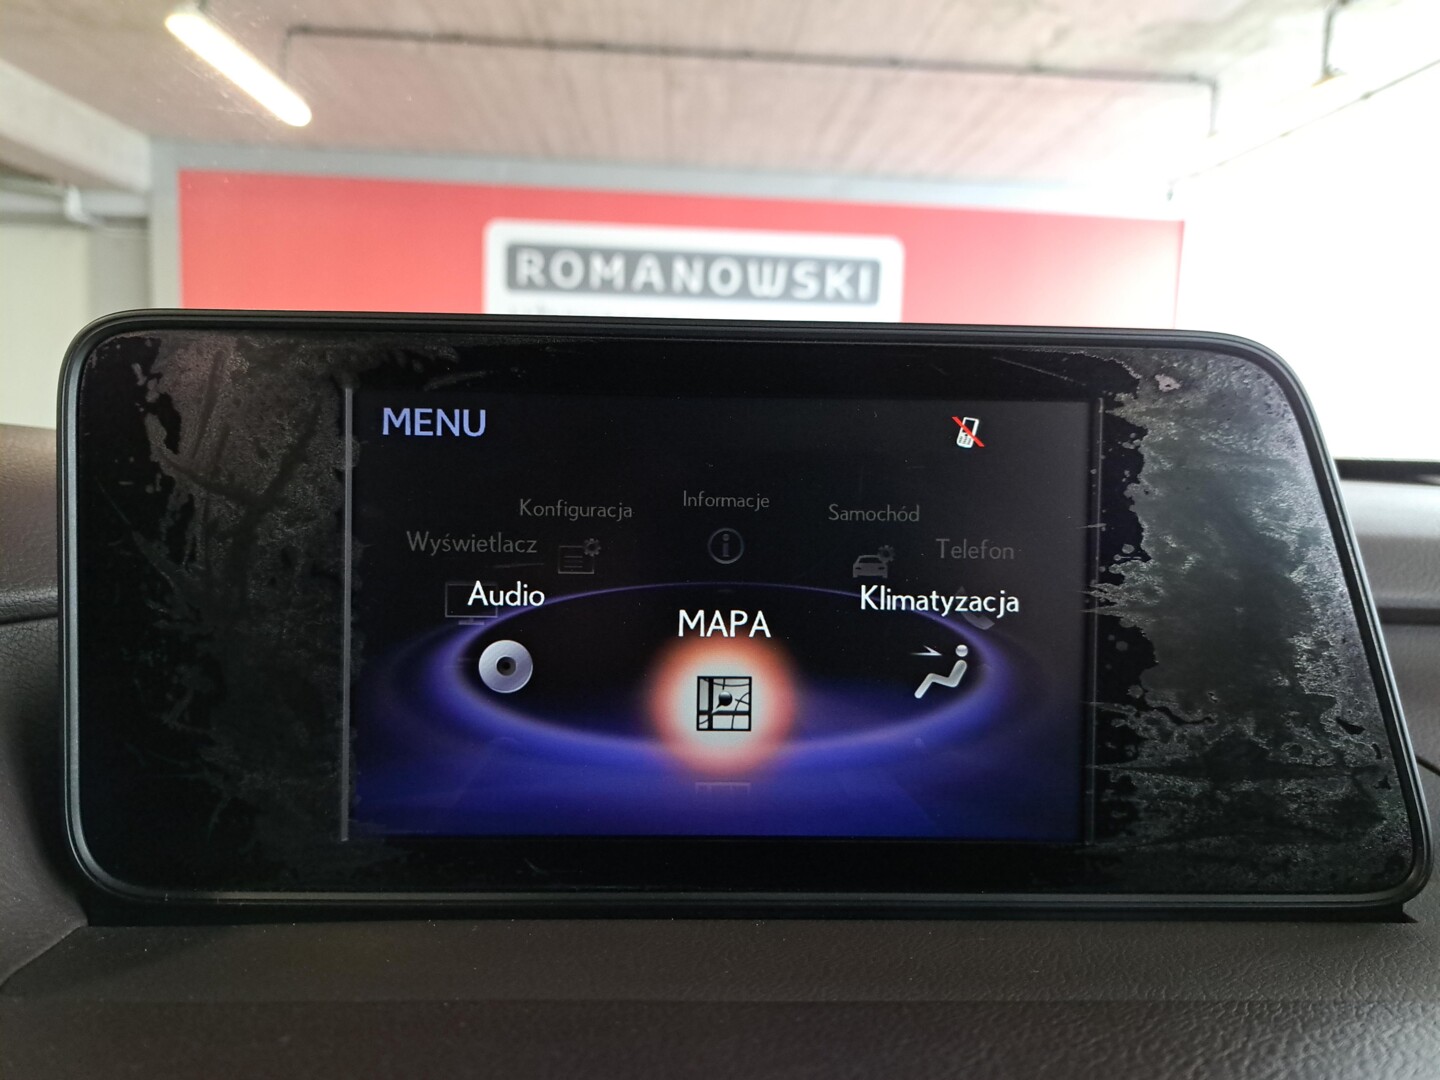 ROMANOWSKI
MENU
Informacje
Konfiguracja
Samochód
Wyświetlacz
Telefon
Audio
Klimatyzacja
MAPA